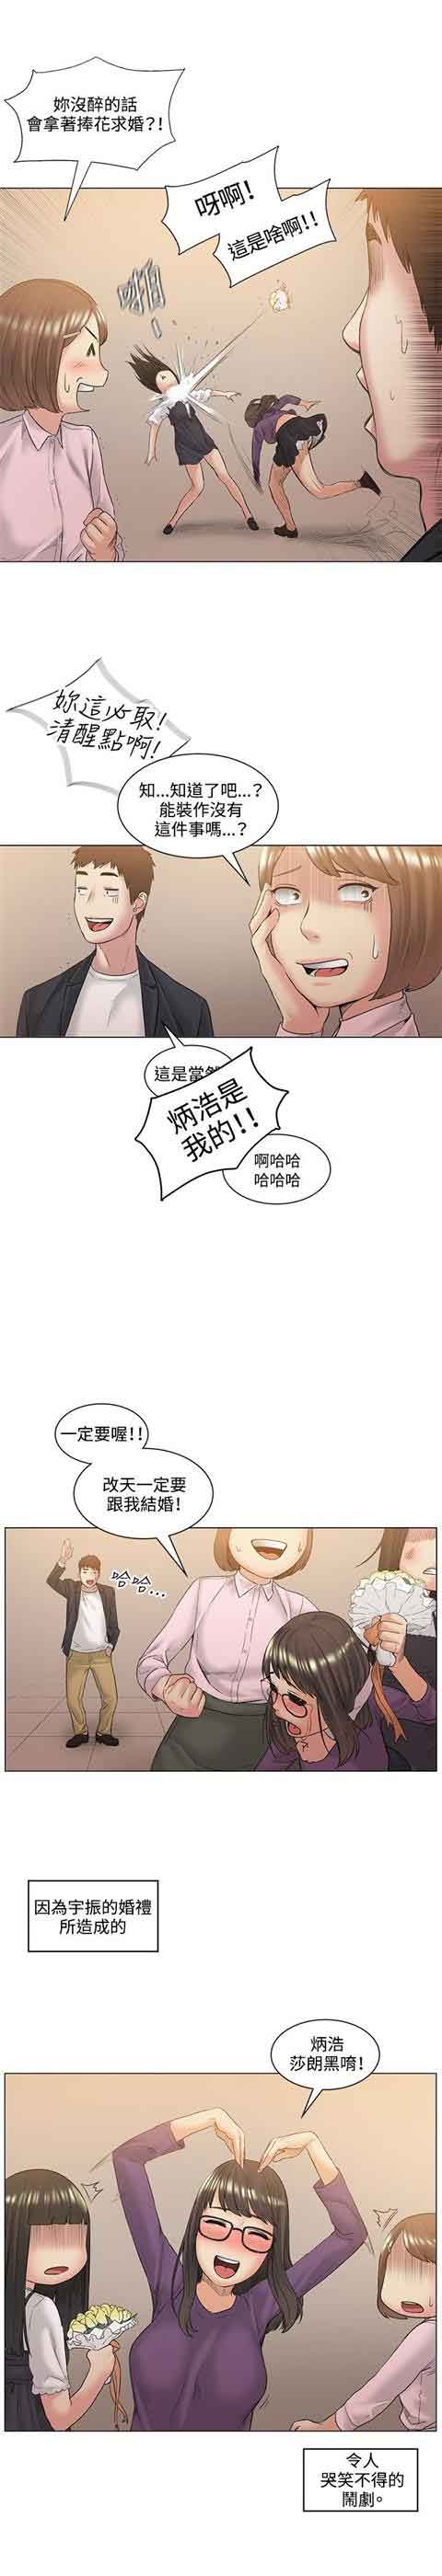 妳沒醉的話
會拿著捧花求婚?!
呀啊!
這是啥啊!!
啪!
妳這必取!
清醒點啊!
知...知道了吧...?
能裝作沒有
這件事嗎...?
這是當然
炳浩是
我的!!
啊哈哈
哈哈哈
一定要喔!!
改天一定要
跟我結婚!
哈哈...
因為宇振的婚禮
所造成的
炳浩
莎朗黑唷!
令人
哭笑不得的
鬧劇。